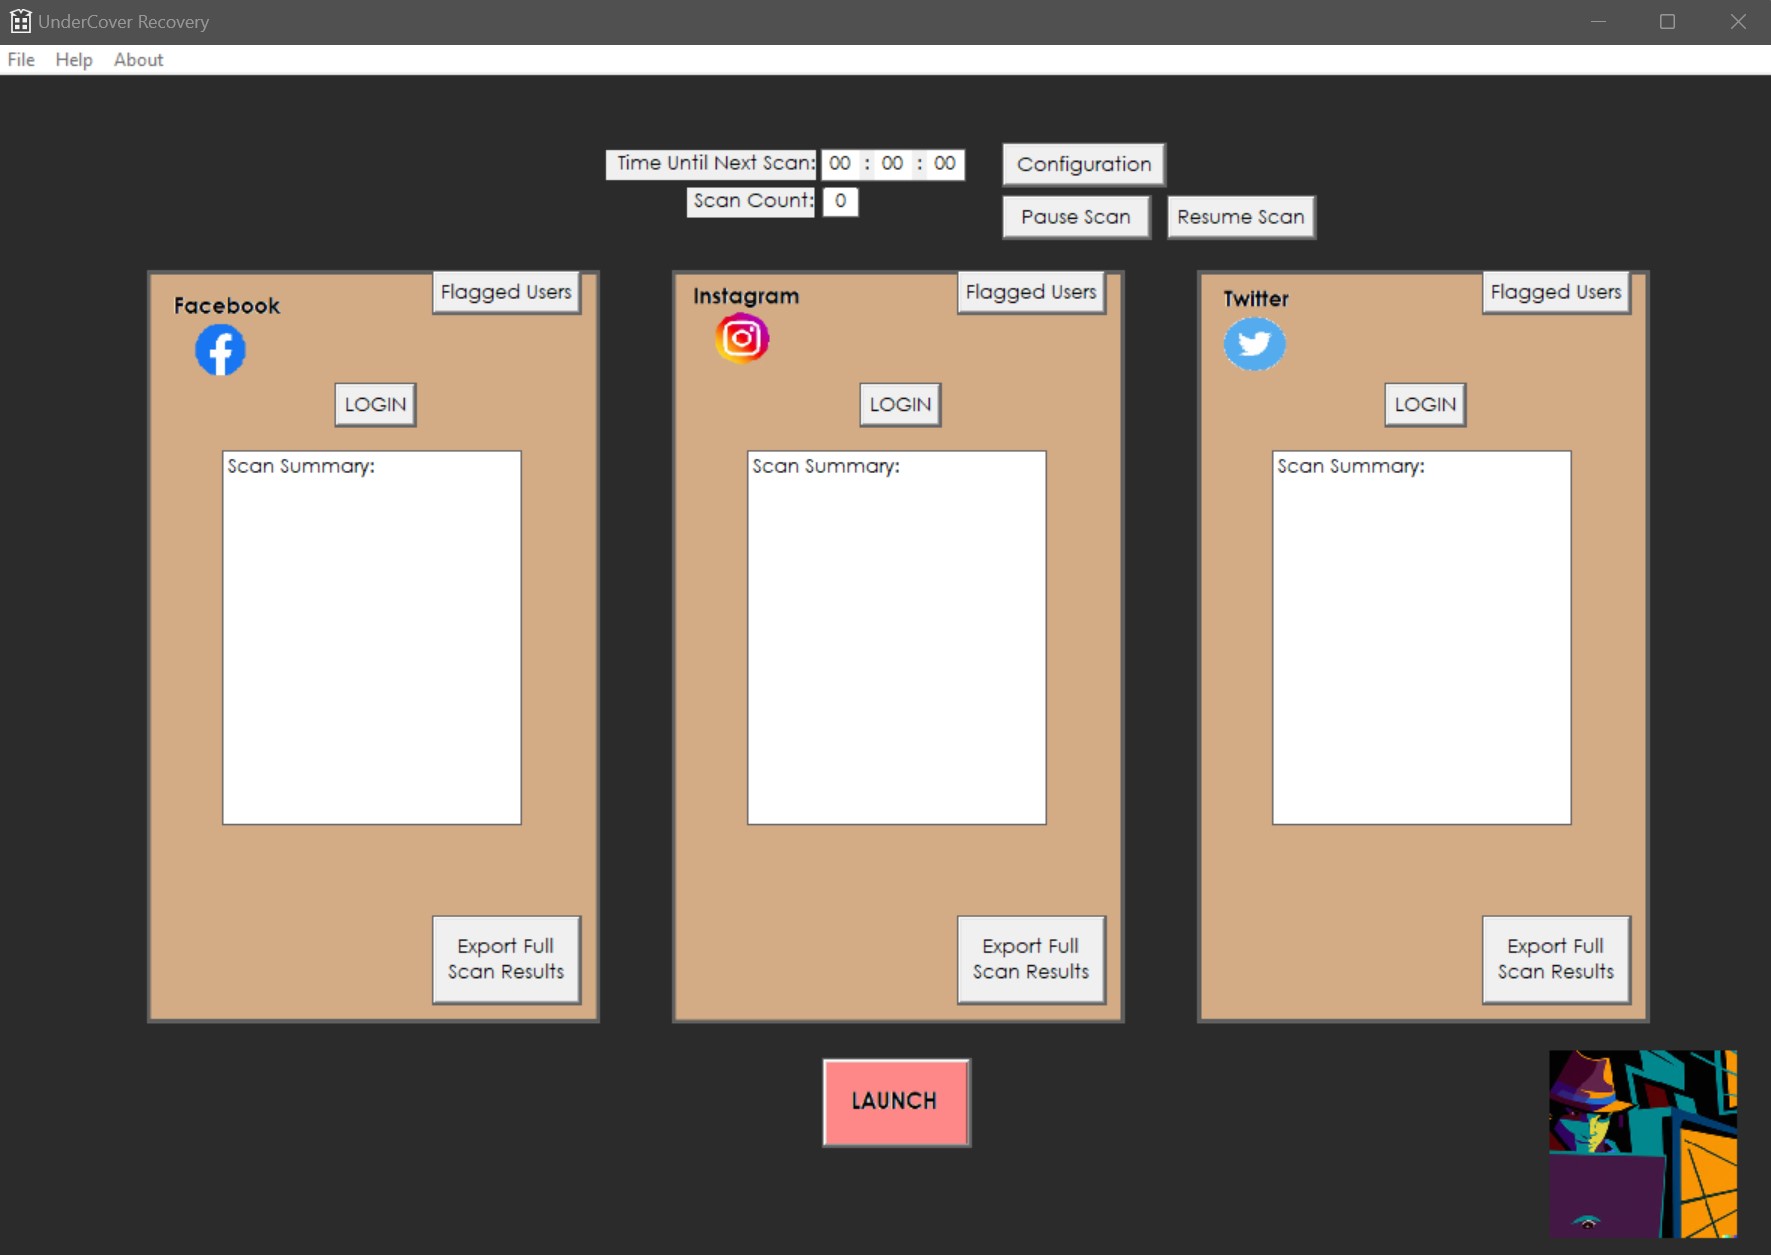 UnderCover Recovery
File Help About
Time Until Next Scan: 00 : 00 : 00
Configuration
Scan Count: 0
Pause Scan Resume Scan
Facebook
Flagged Users
LOGIN
Scan Summary:
Export Full
Scan Results
Instagram
Flagged Users
LOGIN
Scan Summary:
Export Full
Scan Results
Twitter
Flagged Users
LOGIN
Scan Summary:
Export Full
Scan Results
LAUNCH